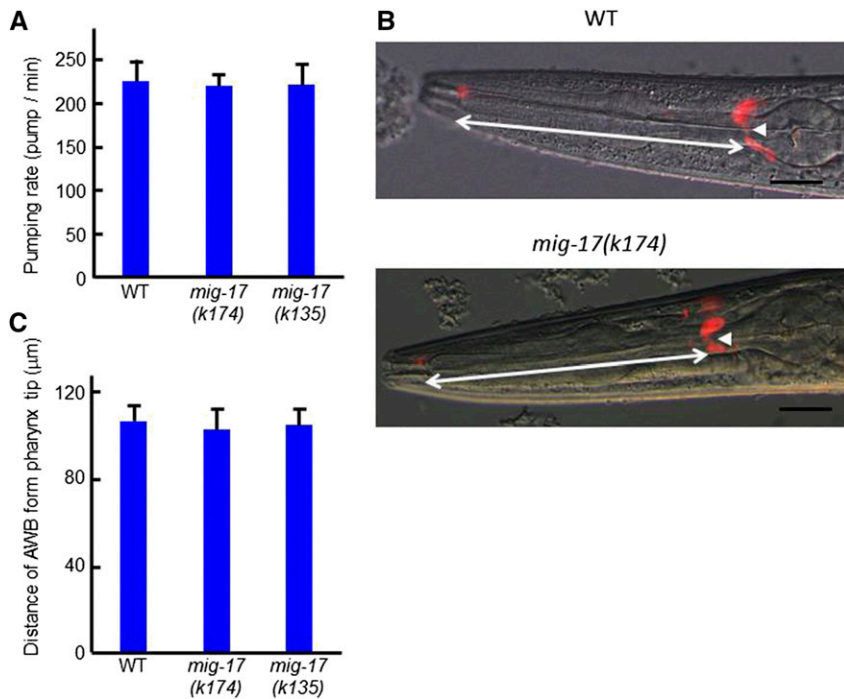 A
Pumping rate (pump / min)
250
200
150
100
50
0
WT
mig-17
(k174)
mig-17
(k135)
B
WT
mig-17(k174)
C
Distance of AWB form pharynx tip (µm)
120
80
40
0
WT
mig-17
(k174)
mig-17
(k135)